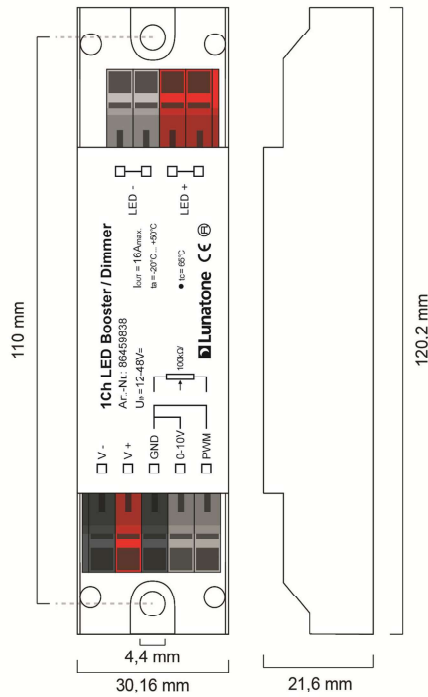 LED -
LED +
1Ch LED Booster / Dimmer
Ar.-Nr.: 86459838
UB = 12-48V=
IOUT = 16Amax.
ta = -20°C ... +50°C
• tc = 65°C
Lunatone CE
100kΩ/
V -
V +
GND
0-10V
PWM
110 mm
120.2 mm
4,4 mm
30,16 mm
21,6 mm